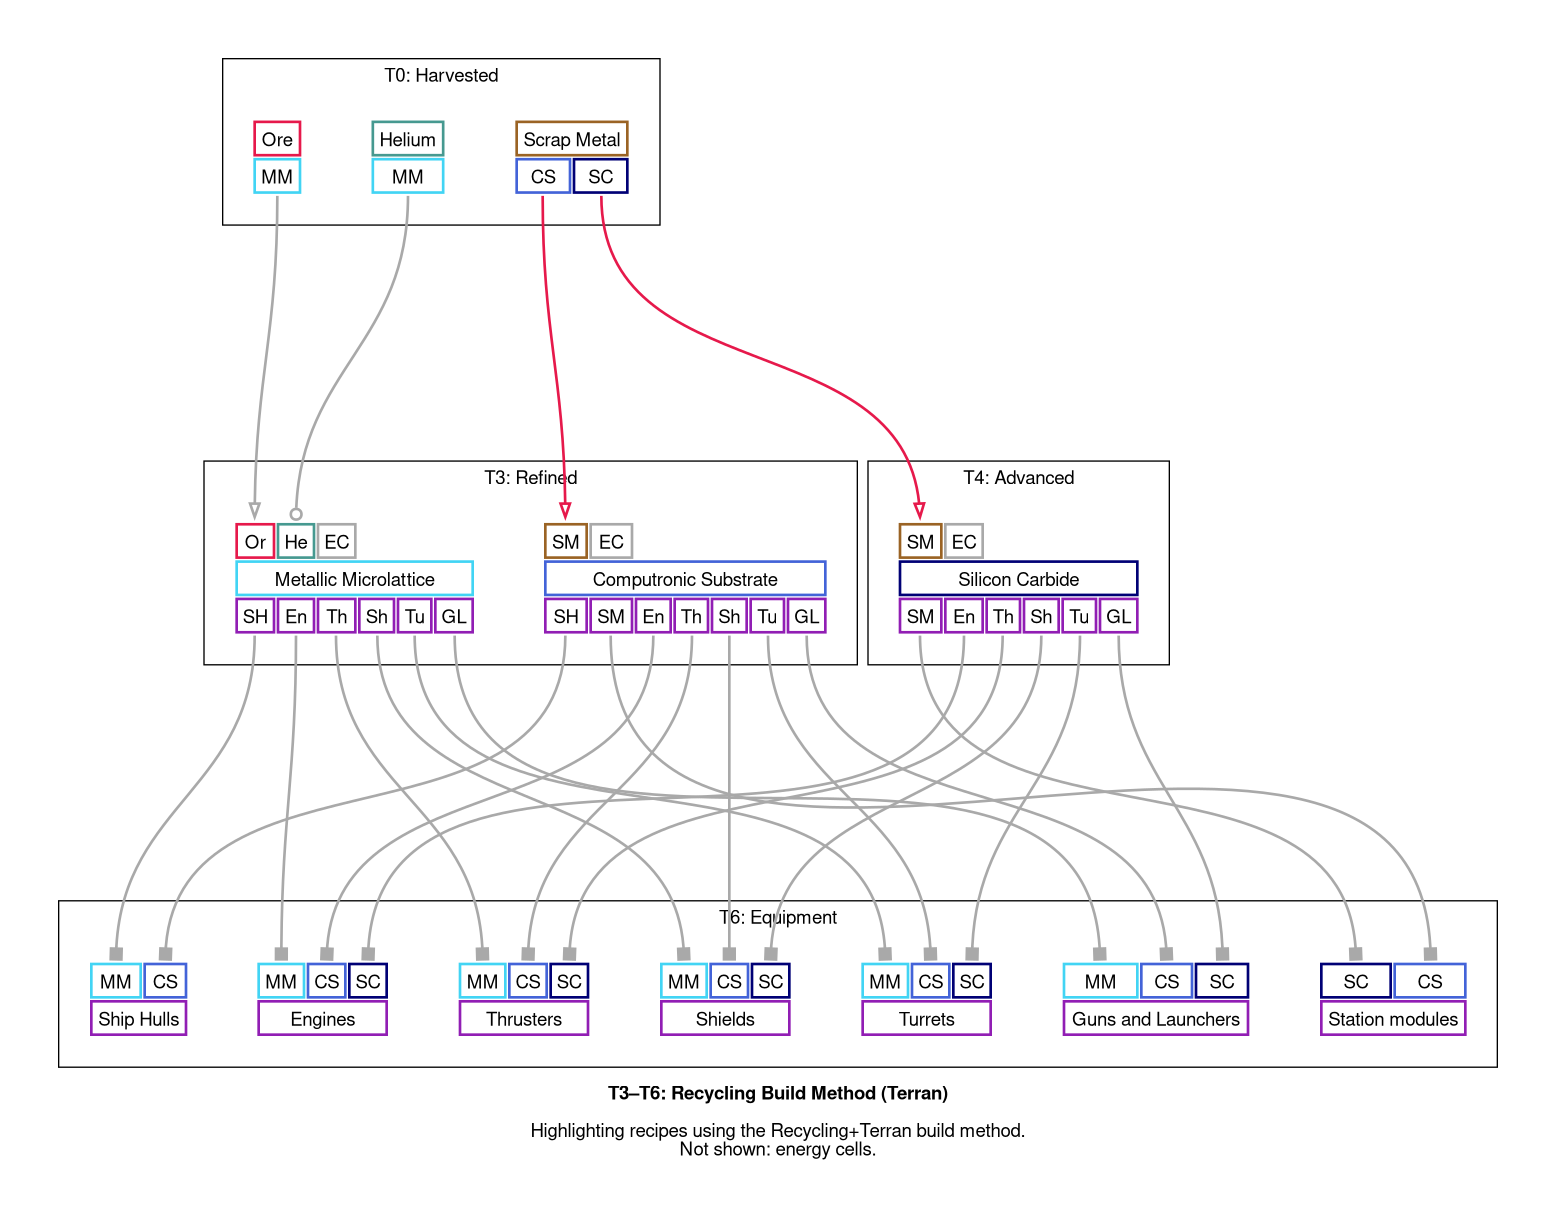 T0: Harvested
Ore Helium Scrap Metal
MM MM CS SC
T3: Refined T4: Advanced
Or He EC SM EC SM EC
Metallic Microlattice Computronic Substrate Silicon Carbide
SH En Th Sh Tu GL SH SM En Th Sh Tu GL SM En Th Sh Tu GL
T6: Equipment
MM CS MM CS SC MM CS SC MM CS SC MM CS SC MM CS SC SC CS
Ship Hulls Engines Thrusters Shields Turrets Guns and Launchers Station modules
T3–T6: Recycling Build Method (Terran)
Highlighting recipes using the Recycling+Terran build method.
Not shown: energy cells.